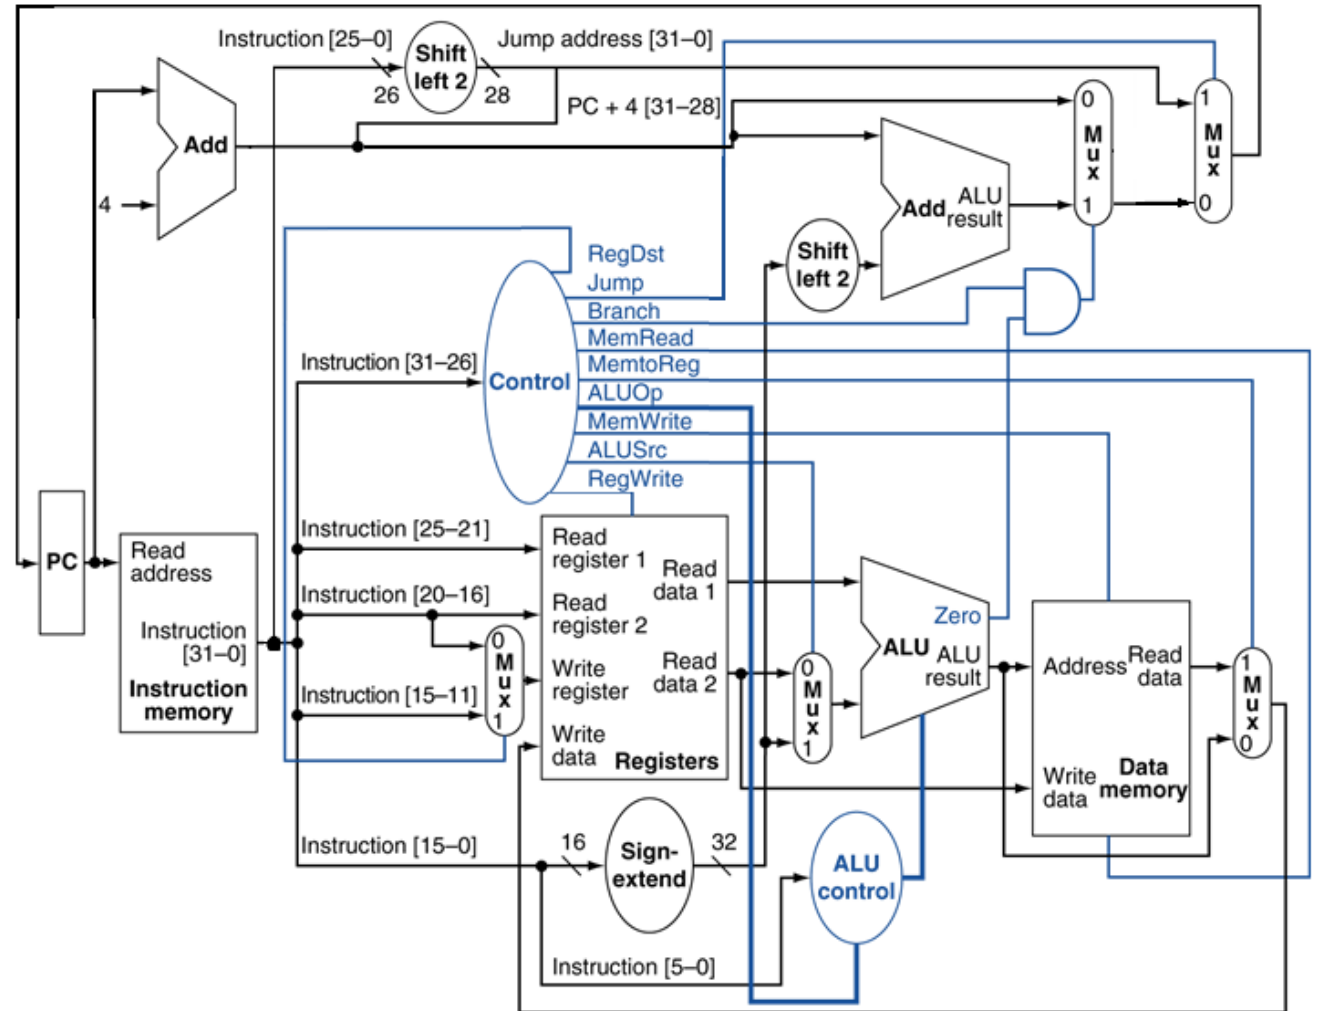 Instruction [25–0]
Shift
left 2
Jump address [31–0]
26
28
PC + 4 [31–28]
Add
4
0
M
u
x
1
1
M
u
x
0
Add
ALU
result
Shift
left 2
RegDst
Jump
Branch
MemRead
MemtoReg
ALUOp
MemWrite
ALUSrc
RegWrite
Instruction [31–26]
Control
PC
Read
address
Instruction
[31–0]
Instruction
memory
Instruction [25–21]
Instruction [20–16]
Instruction [15–11]
0
M
u
x
1
Read
register 1
Read
register 2
Write
register
Write
data
Read
data 1
Read
data 2
Registers
0
M
u
x
1
Zero
ALU
ALU
result
Address
Read
data
Write
data
Data
memory
1
M
u
x
0
Instruction [15–0]
16
Sign-
extend
32
ALU
control
Instruction [5–0]